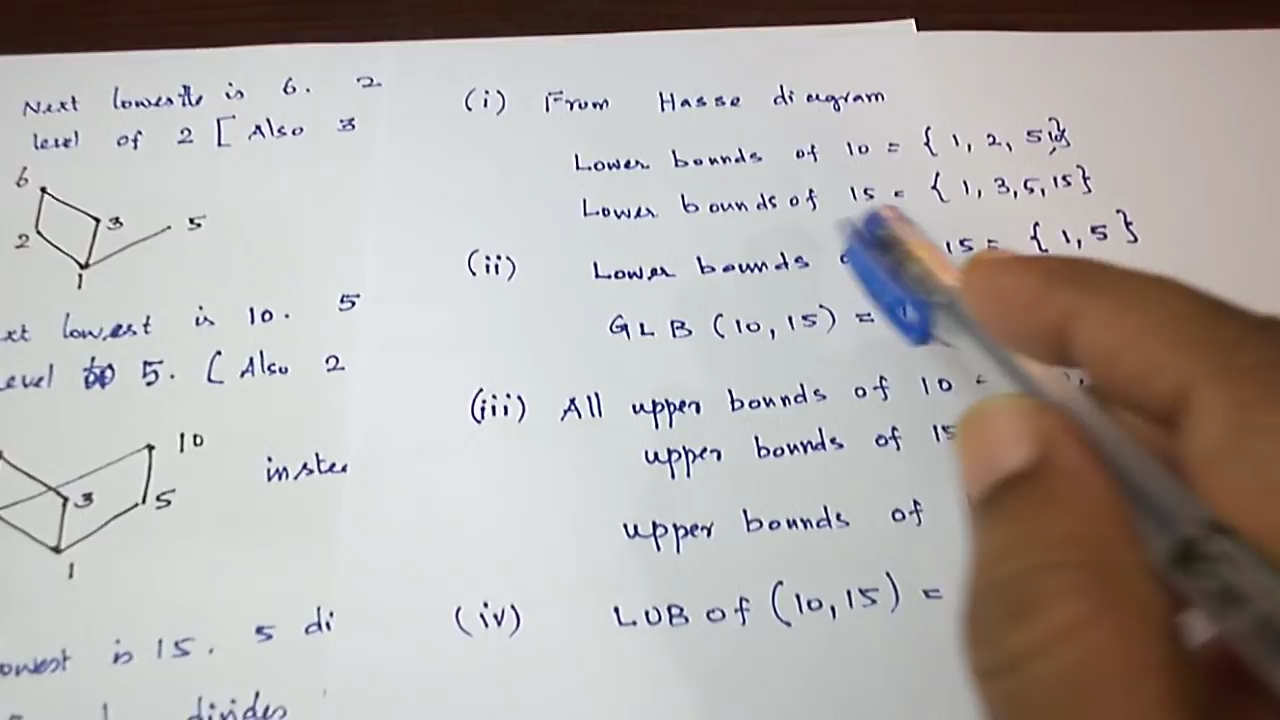 Next lowest is 6. 2
level of 2 [ Also 3
6
3
5
2
1
xt lowest is 10. 5
evel to 5. ( Also 2
10
3
5
1
inste
owest is 15. 5 di
divides
(i) From Hasse diagram
Lower bounds of 10 = { 1, 2, 5, 10}
Lower bounds of 15 = { 1, 3, 5, 15}
(ii) Lower bounds 15 = { 1, 5 }
GLB (10, 15) =
(iii) All upper bounds of 10 =
upper bounds of 15
upper bounds of
(iv) LUB of (10, 15) =